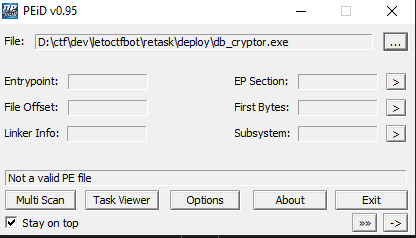 PEiD v0.95
File: D:\ctf\dev\letoctfbot\retask\deploy\db_cryptor.exe ...
Entrypoint: EP Section: >
File Offset: First Bytes: >
Linker Info: Subsystem: >
Not a valid PE file
Multi Scan Task Viewer Options About Exit
Stay on top »» ->